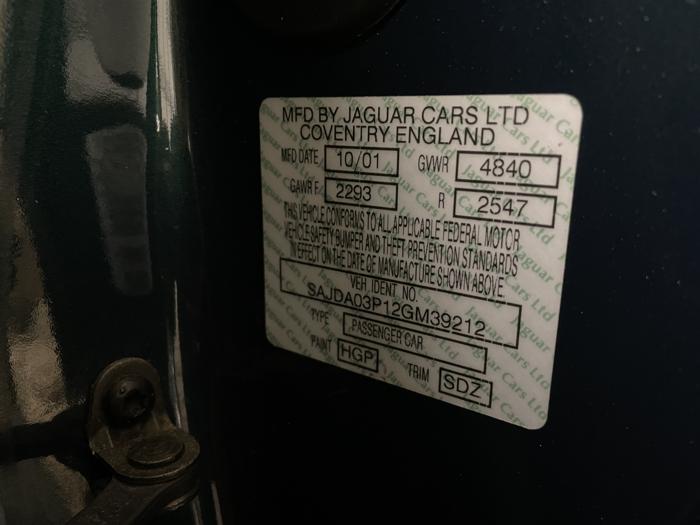 MFD BY JAGUAR CARS LTD
COVENTRY ENGLAND
MFD DATE 10/01 GVWR 4840
GAWR F 2293 R 2547
THIS VEHICLE CONFORMS TO ALL APPLICABLE FEDERAL MOTOR
VEHICLE SAFETY BUMPER AND THEFT PREVENTION STANDARDS
IN EFFECT ON THE DATE OF MANUFACTURE SHOWN ABOVE.
VEH. IDENT. NO.
SAJDA03P12GM39212
TYPE PASSENGER CAR
PAINT HGP TRIM SDZ